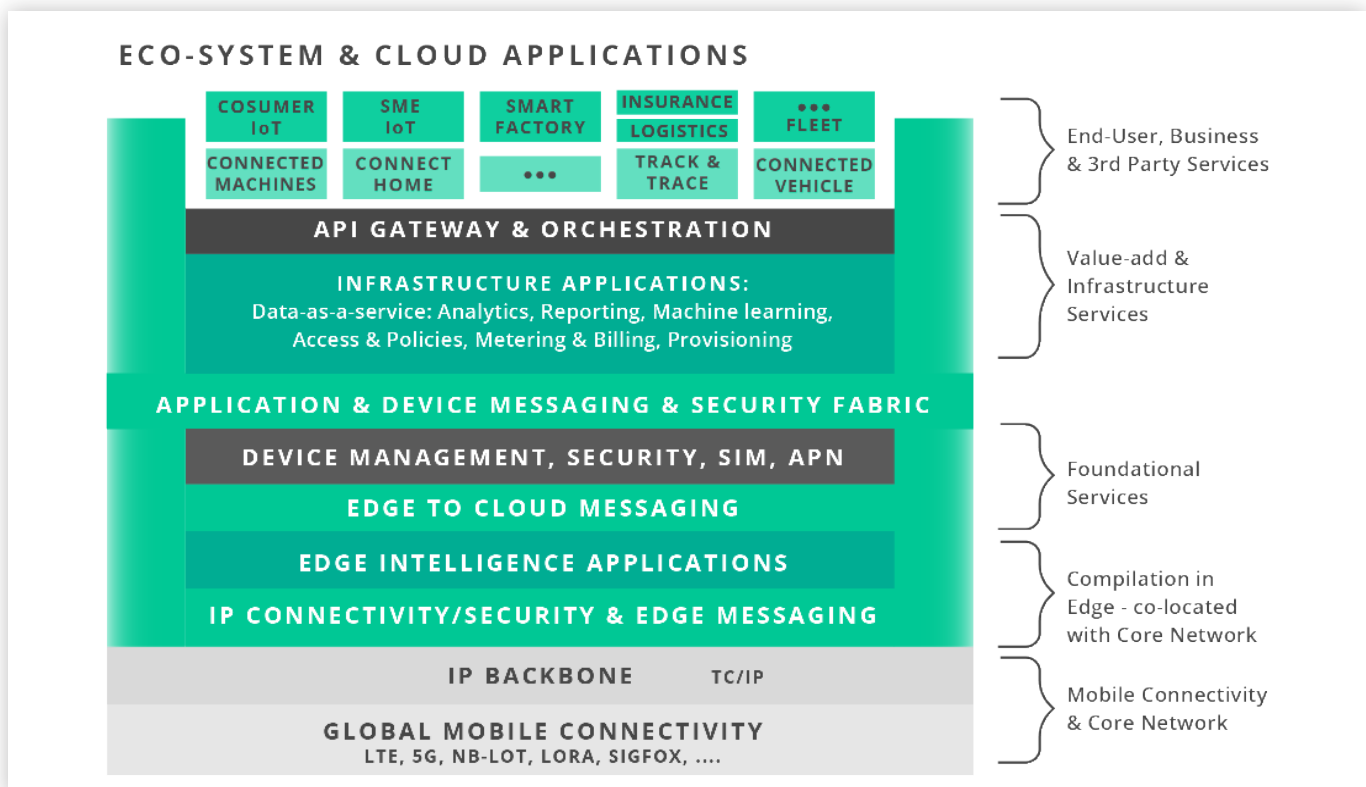 ECO-SYSTEM & CLOUD APPLICATIONS
COSUMER
IoT
SME
IoT
SMART
FACTORY
INSURANCE
LOGISTICS
•••
FLEET
CONNECTED
MACHINES
CONNECT
HOME
•••
TRACK &
TRACE
CONNECTED
VEHICLE
End-User, Business
& 3rd Party Services
API GATEWAY & ORCHESTRATION
INFRASTRUCTURE APPLICATIONS:
Data-as-a-service: Analytics, Reporting, Machine learning,
Access & Policies, Metering & Billing, Provisioning
Value-add &
Infrastructure
Services
APPLICATION & DEVICE MESSAGING & SECURITY FABRIC
DEVICE MANAGEMENT, SECURITY, SIM, APN
EDGE TO CLOUD MESSAGING
Foundational
Services
EDGE INTELLIGENCE APPLICATIONS
IP CONNECTIVITY/SECURITY & EDGE MESSAGING
Compilation in
Edge - co-located
with Core Network
IP BACKBONE TC/IP
GLOBAL MOBILE CONNECTIVITY
LTE, 5G, NB-LOT, LORA, SIGFOX, ....
Mobile Connectivity
& Core Network